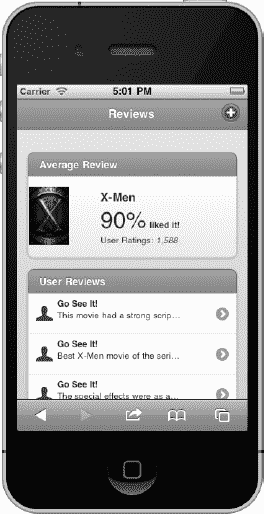 Carrier 5:01 PM
Reviews
Average Review
X-Men
90% liked it!
User Ratings: 1,588
User Reviews
Go See It!
This movie had a strong scrip...
Go See It!
Best X-Men movie of the seri...
Go See It!
The special effects were as a...